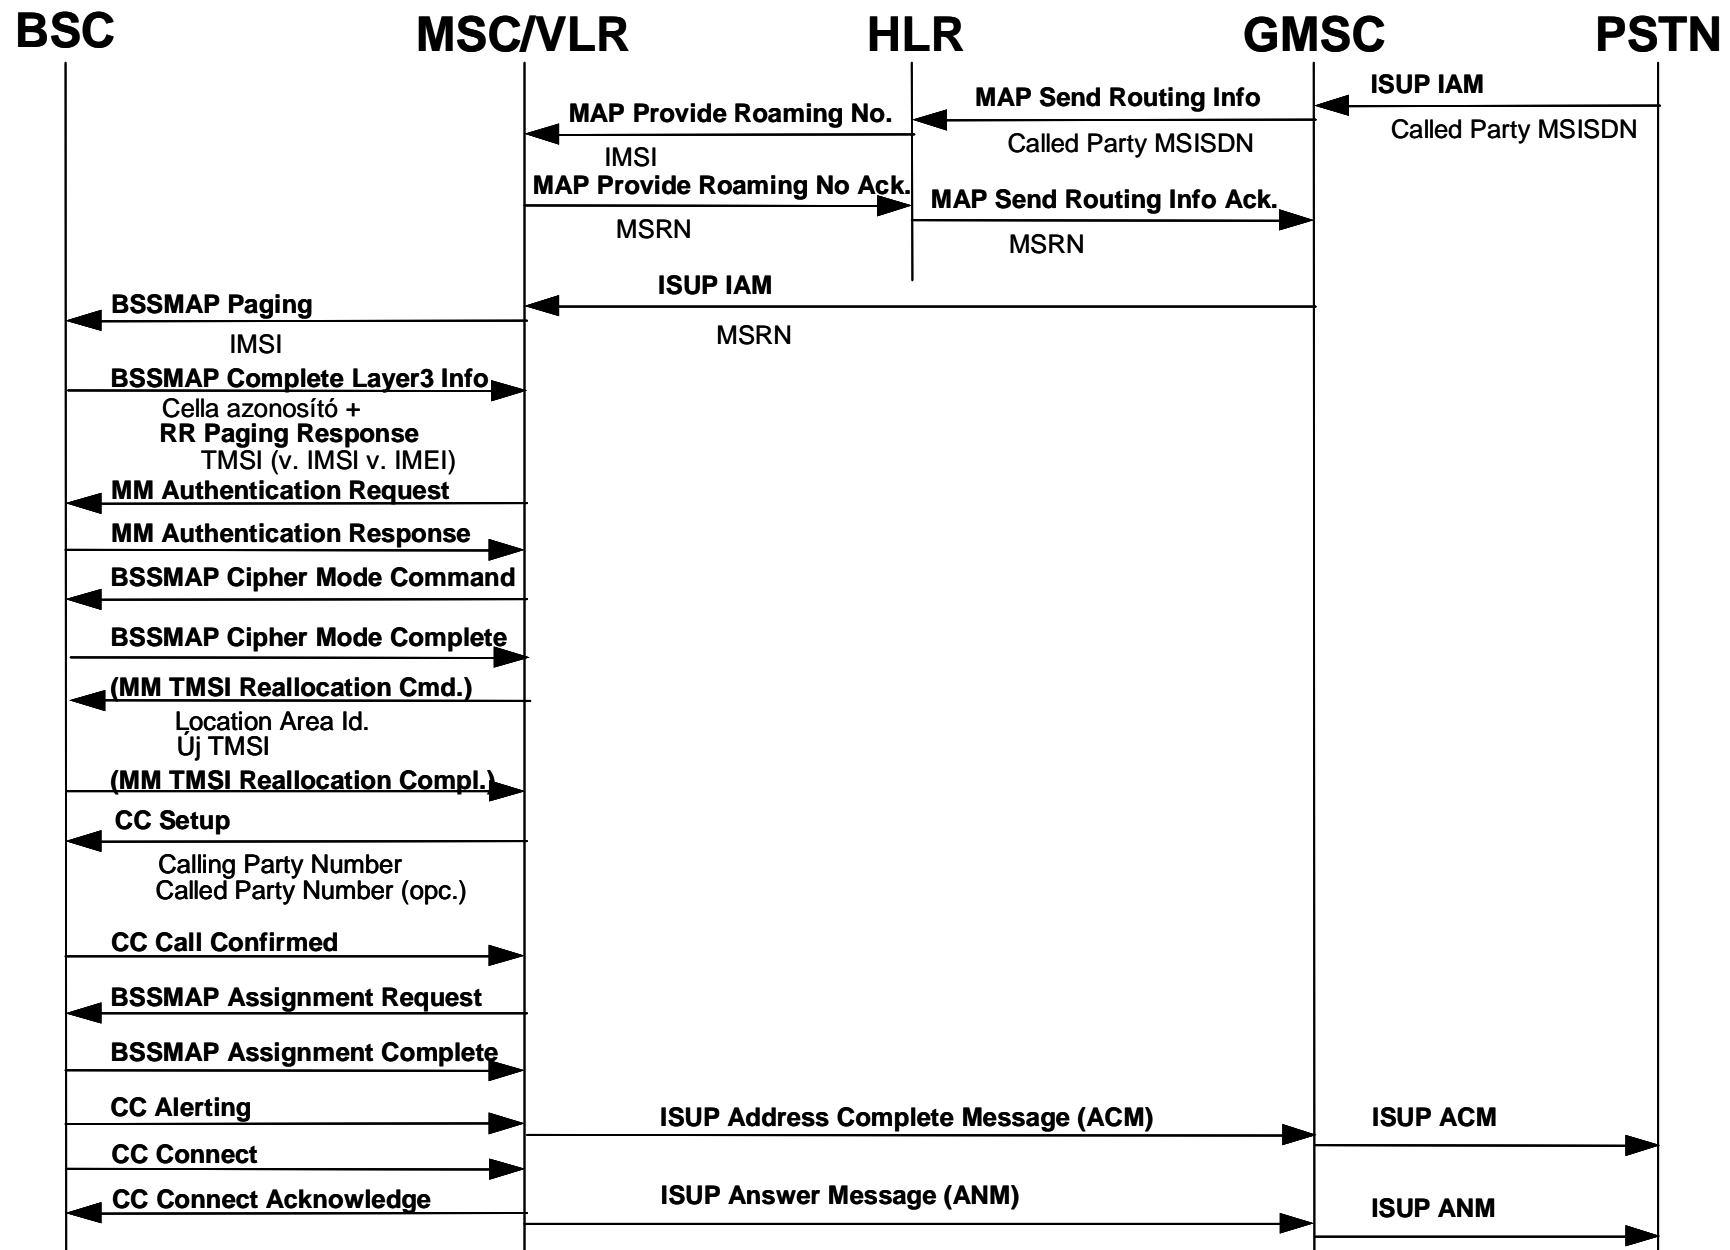 BSC MSC/VLR HLR GMSC PSTN
ISUP IAM
Called Party MSISDN
MAP Send Routing Info
Called Party MSISDN
MAP Provide Roaming No.
IMSI
MAP Provide Roaming No Ack.
MSRN
MAP Send Routing Info Ack.
MSRN
ISUP IAM
MSRN
BSSMAP Paging
IMSI
BSSMAP Complete Layer3 Info
Cella azonosító +
RR Paging Response
TMSI (v. IMSI v. IMEI)
MM Authentication Request
MM Authentication Response
BSSMAP Cipher Mode Command
BSSMAP Cipher Mode Complete
(MM TMSI Reallocation Cmd.)
Location Area Id.
Új TMSI
(MM TMSI Reallocation Compl.)
CC Setup
Calling Party Number
Called Party Number (opc.)
CC Call Confirmed
BSSMAP Assignment Request
BSSMAP Assignment Complete
CC Alerting
ISUP Address Complete Message (ACM)
ISUP ACM
CC Connect
CC Connect Acknowledge
ISUP Answer Message (ANM)
ISUP ANM